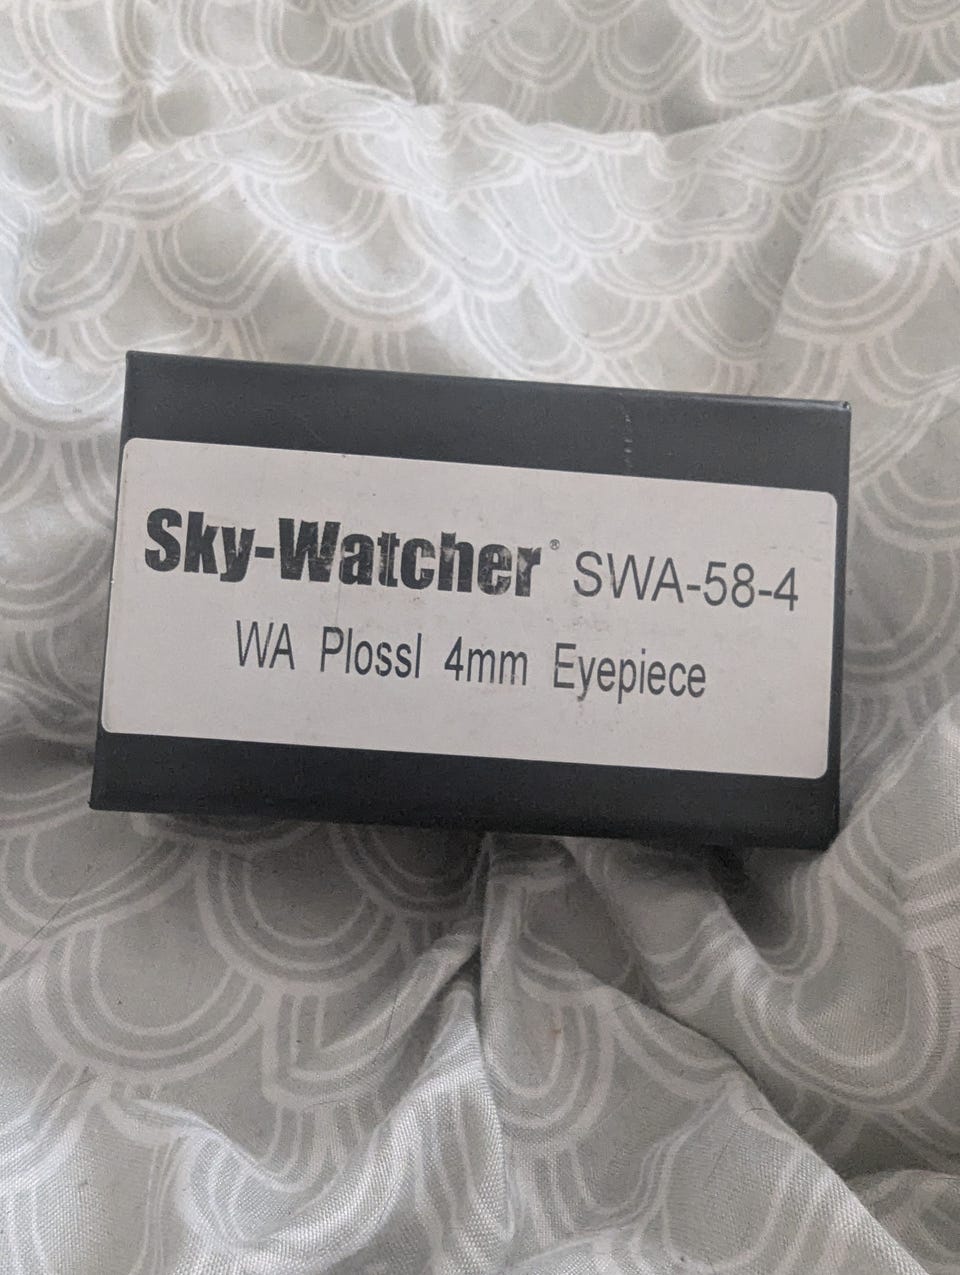 Sky-Watcher® SWA-58-4
WA Plossl 4mm Eyepiece